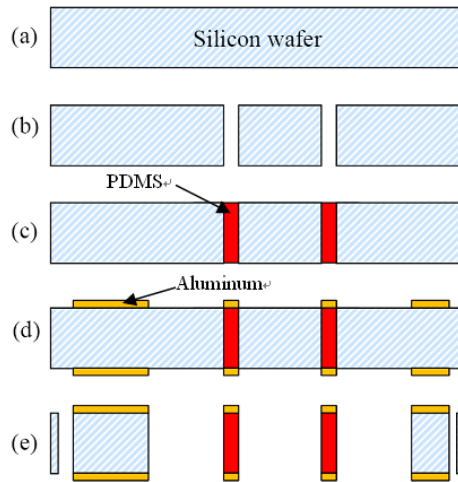 (a)
Silicon wafer
(b)
PDMS↵
(c)
Aluminum↵
(d)
(e)